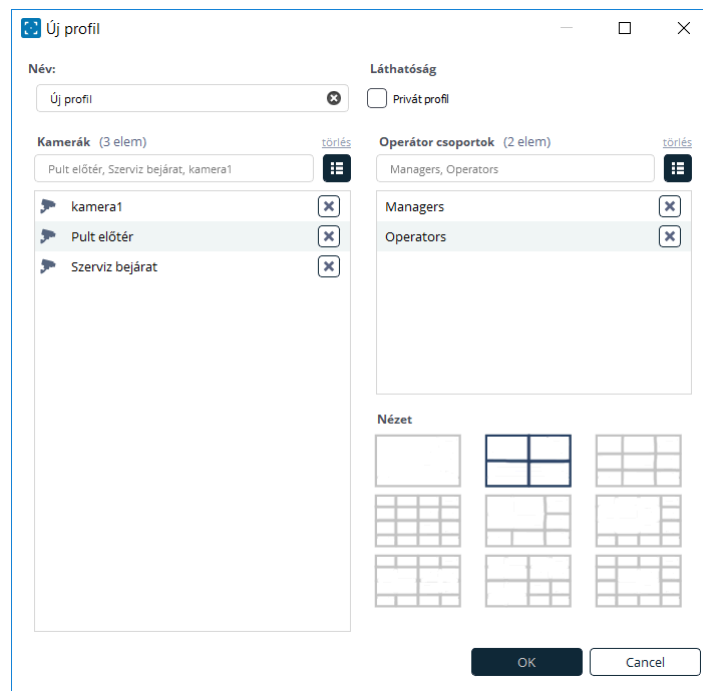 Új profil
Név:
Új profil
Láthatóság
Privát profil
Kamerák (3 elem)
törlés
Pult előtér, Szerviz bejárat, kamera1
kamera1
Pult előtér
Szerviz bejárat
Operátor csoportok (2 elem)
törlés
Managers, Operators
Managers
Operators
Nézet
OK
Cancel